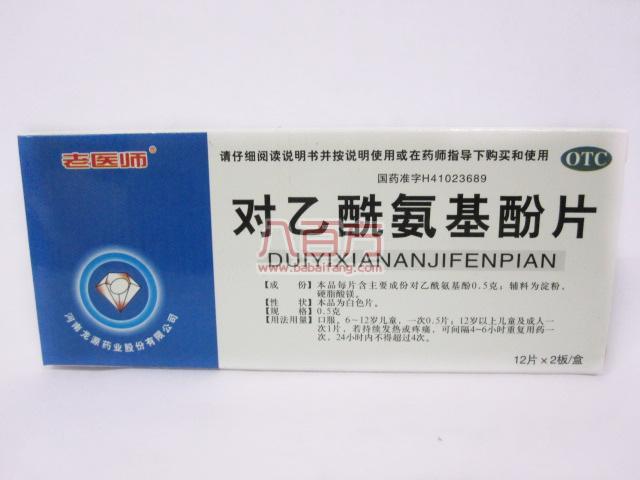 老医师
请仔细阅读说明书并按说明使用或在药师指导下购买和使用
OTC
国药准字H41023689
对乙酰氨基酚片
八百方
www.babaifang.com
DUIYIXIANANJIFENPIAN
【成 份】本品每片含主要成份对乙酰氨基酚0.5克;辅料为淀粉,
硬脂酸镁。
【性 状】本品为白色片。
【规 格】0.5克
【用法用量】口服。6~12岁儿童,一次0.5片;12岁以上儿童及成人一
次1片,若持续发热或疼痛,可间隔4-6小时重复用药一
次,24小时内不得超过4次。
河南龙源药业股份有限公司
12片×2板/盒